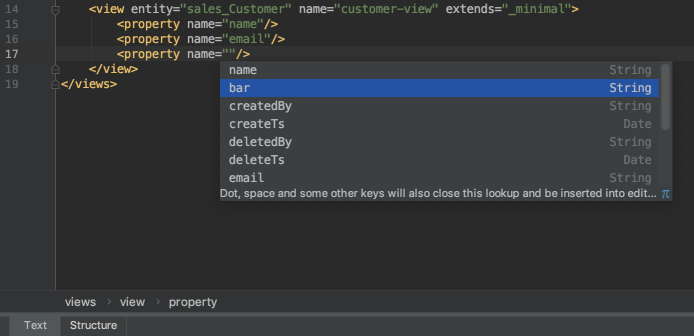 14 <view entity="sales_Customer" name="customer-view" extends="_minimal">
15 <property name="name"/>
16 <property name="email"/>
17 <property name=""/>
18 </view>
19 </views>
name String
bar String
createdBy String
createTs Date
deletedBy String
deleteTs Date
email String
Dot, space and some other keys will also close this lookup and be inserted into edit... π
views › view › property
Text Structure